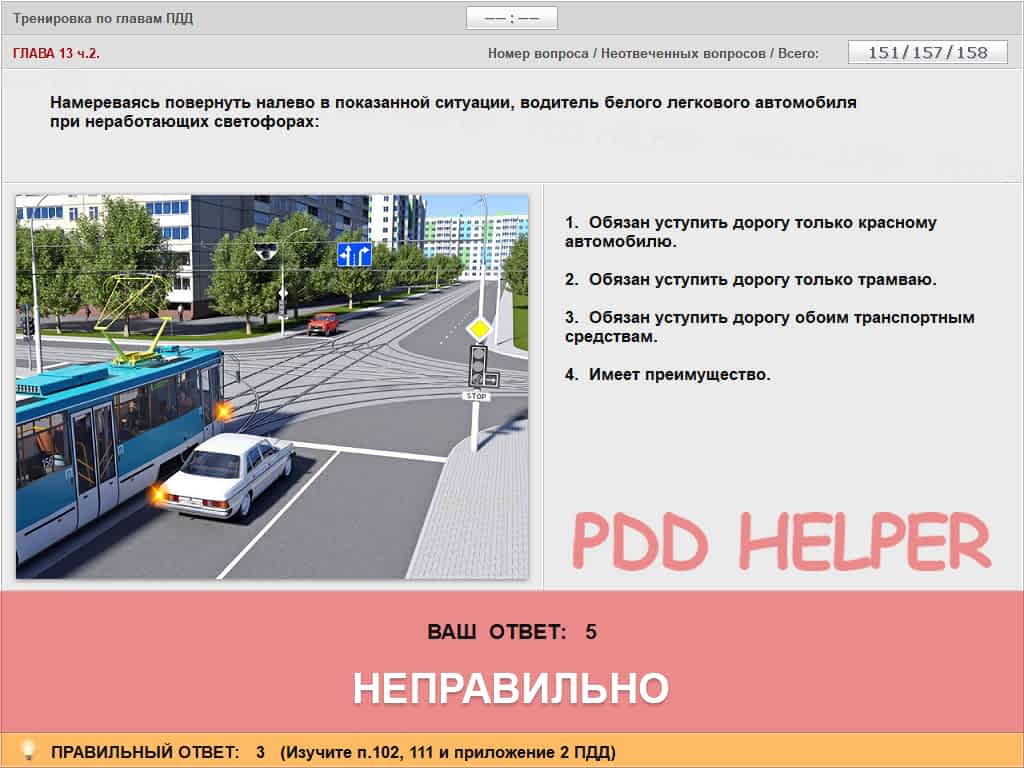 Тренировка по главам ПДД
—— : ——
ГЛАВА 13 ч.2.
Номер вопроса / Неотвеченных вопросов / Всего:
151/157/158
Намереваясь повернуть налево в показанной ситуации, водитель белого легкового автомобиля
при неработающих светофорах:
1. Обязан уступить дорогу только красному
автомобилю.
2. Обязан уступить дорогу только трамваю.
3. Обязан уступить дорогу обоим транспортным
средствам.
4. Имеет преимущество.
STOP
PDD HELPER
ВАШ ОТВЕТ: 5
НЕПРАВИЛЬНО
ПРАВИЛЬНЫЙ ОТВЕТ: 3 (Изучите п.102, 111 и приложение 2 ПДД)